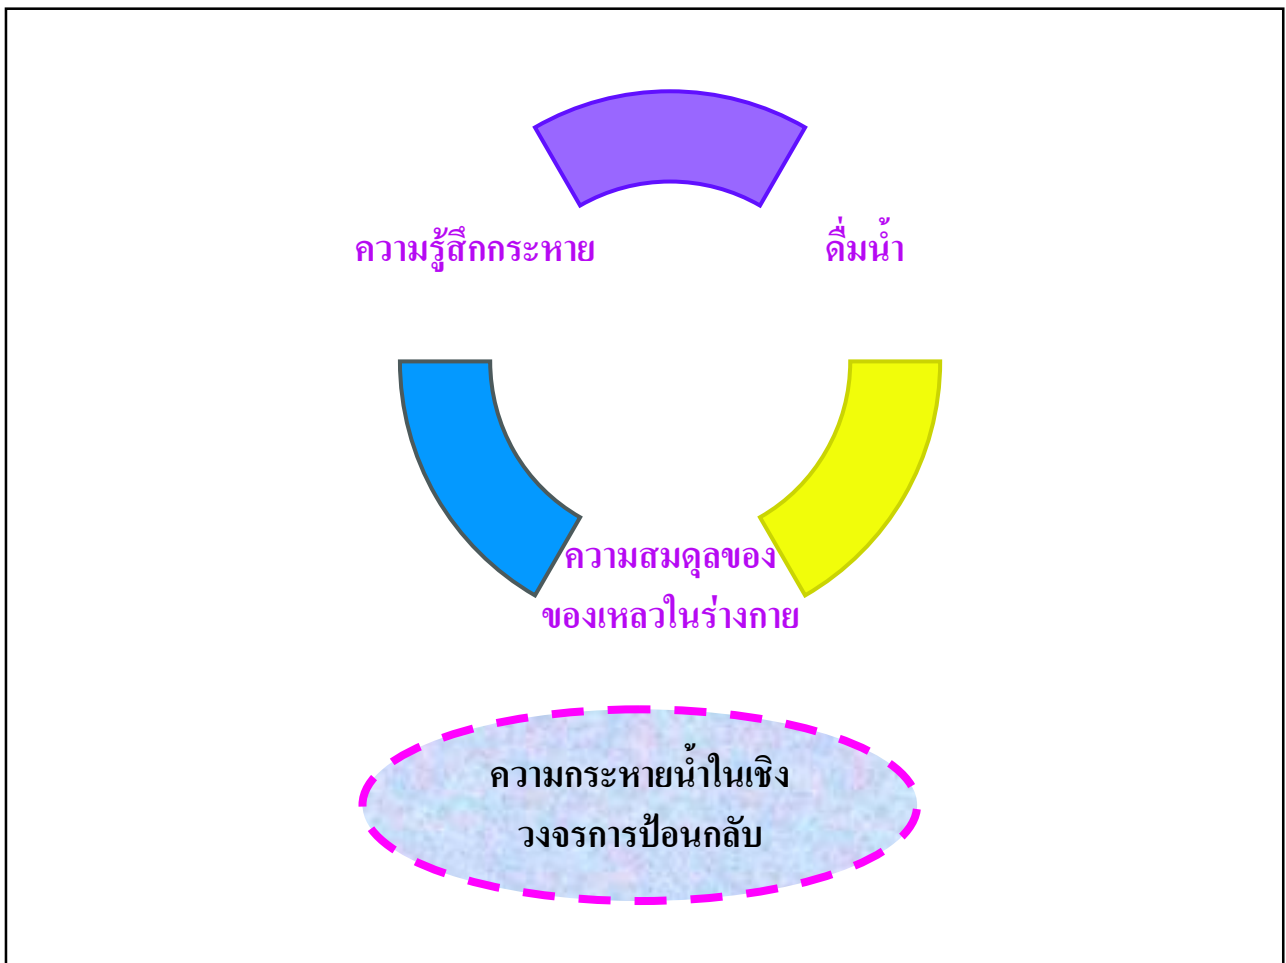 ความรู้สึกกระหาย
ดื่มน้ำ
ความสมดุลของ
ของเหลวในร่างกาย
ความกระหายน้ำในเชิง
วงจรการป้อนกลับ